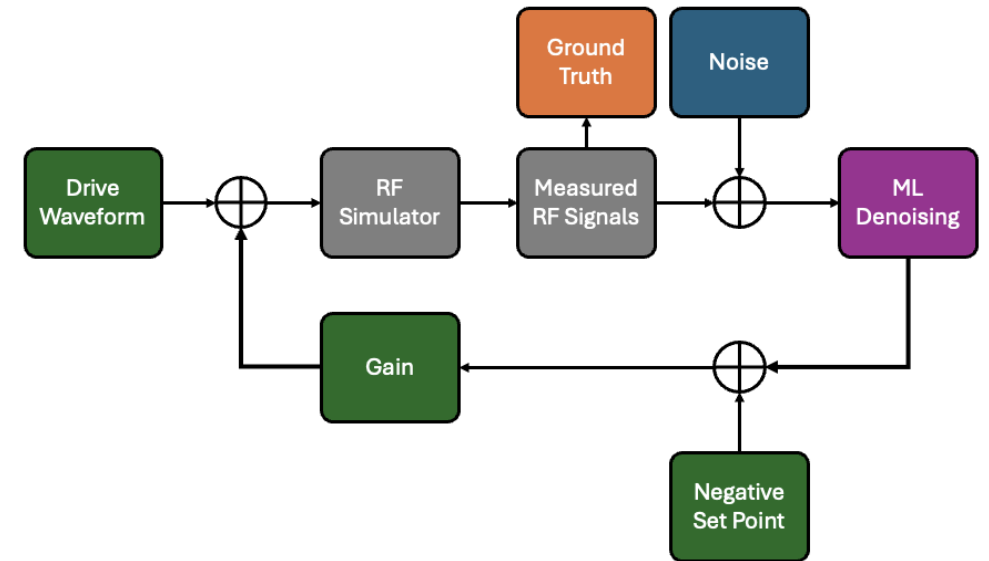 Ground
Truth
Noise
Drive
Waveform
RF
Simulator
Measured
RF Signals
ML
Denoising
Gain
Negative
Set Point